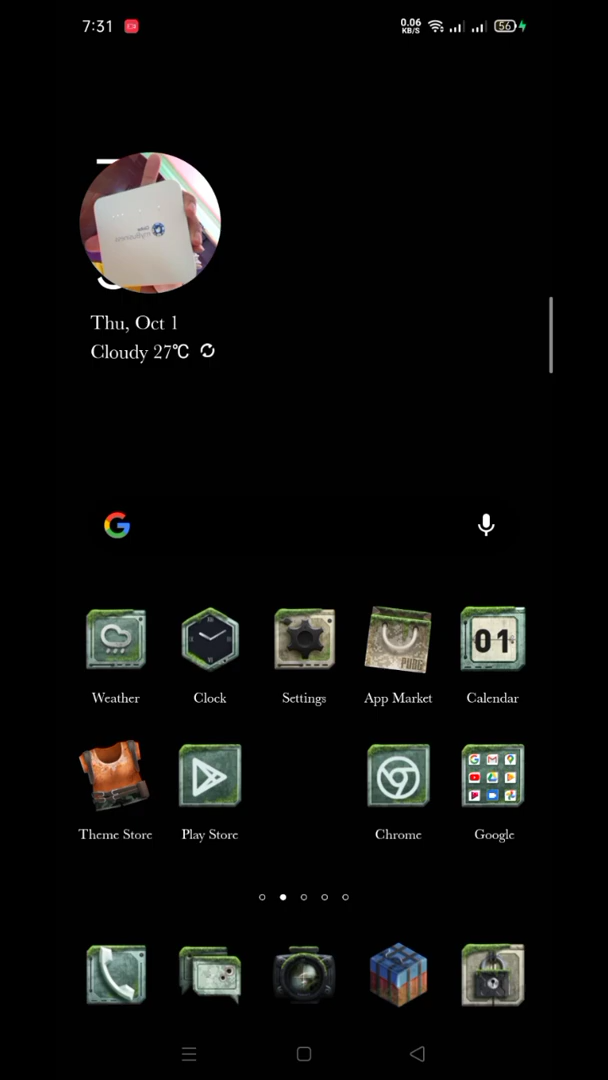 7:31
0.06
KB/S
56
Thu, Oct 1
Cloudy 27℃
01
PUBG
Weather
Clock
Settings
App Market
Calendar
Theme Store
Play Store
Chrome
Google